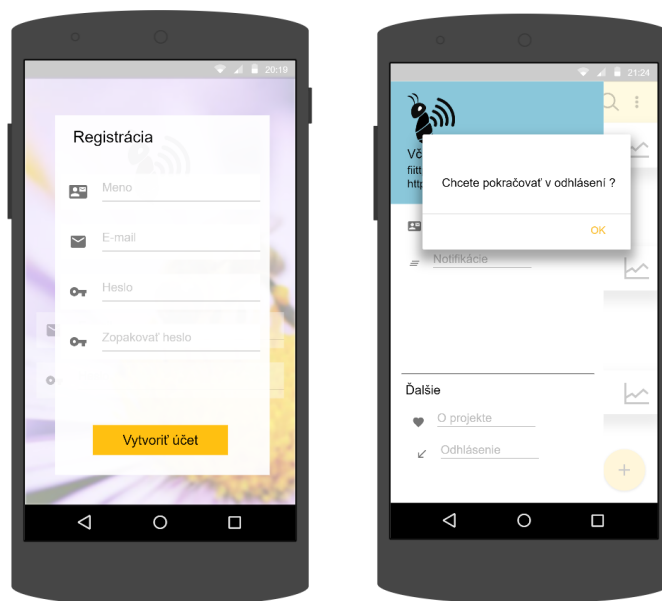 20:19
Registrácia
Meno
E-mail
Heslo
Zopakovať heslo
Vytvoriť účet
21:24
Vč
fiitt
http
Chcete pokračovať v odhlásení ?
OK
Notifikácie
Ďalšie
O projekte
Odhlásenie